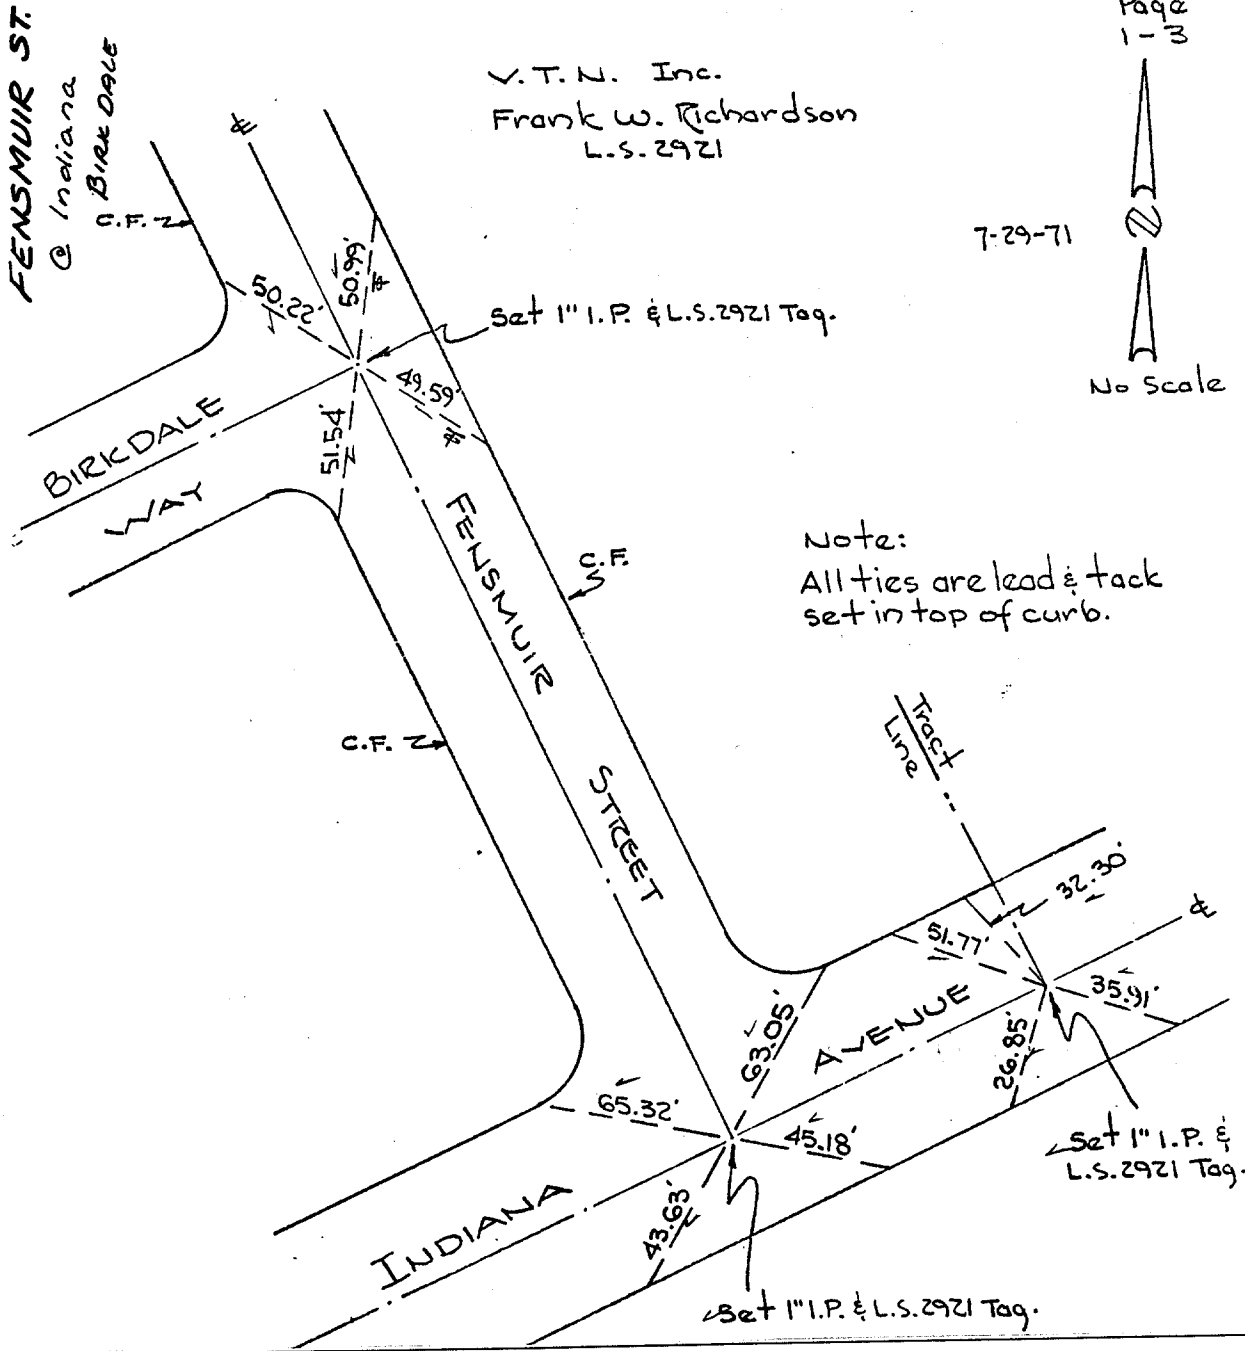 FENSMUIR ST.
@ Indiana
BIRKDALE
Page
1-3
V.T.N. Inc.
Frank W. Richardson
L.S. 2921
7-29-71
No Scale
℄
C.F.
50.22'
50.99'
Set 1" I.P. & L.S.2921 Tag.
49.59'
51.54'
BIRKDALE
WAY
FENSMUIR
STREET
C.F.
Note:
All ties are lead & tack
set in top of curb.
C.F.
Tract
Line
32.30'
51.77'
℄
35.91'
26.85'
63.05'
AVENUE
65.32'
45.18'
43.63'
INDIANA
Set 1" I.P. &
L.S.2921 Tag.
Set 1" I.P. & L.S.2921 Tag.